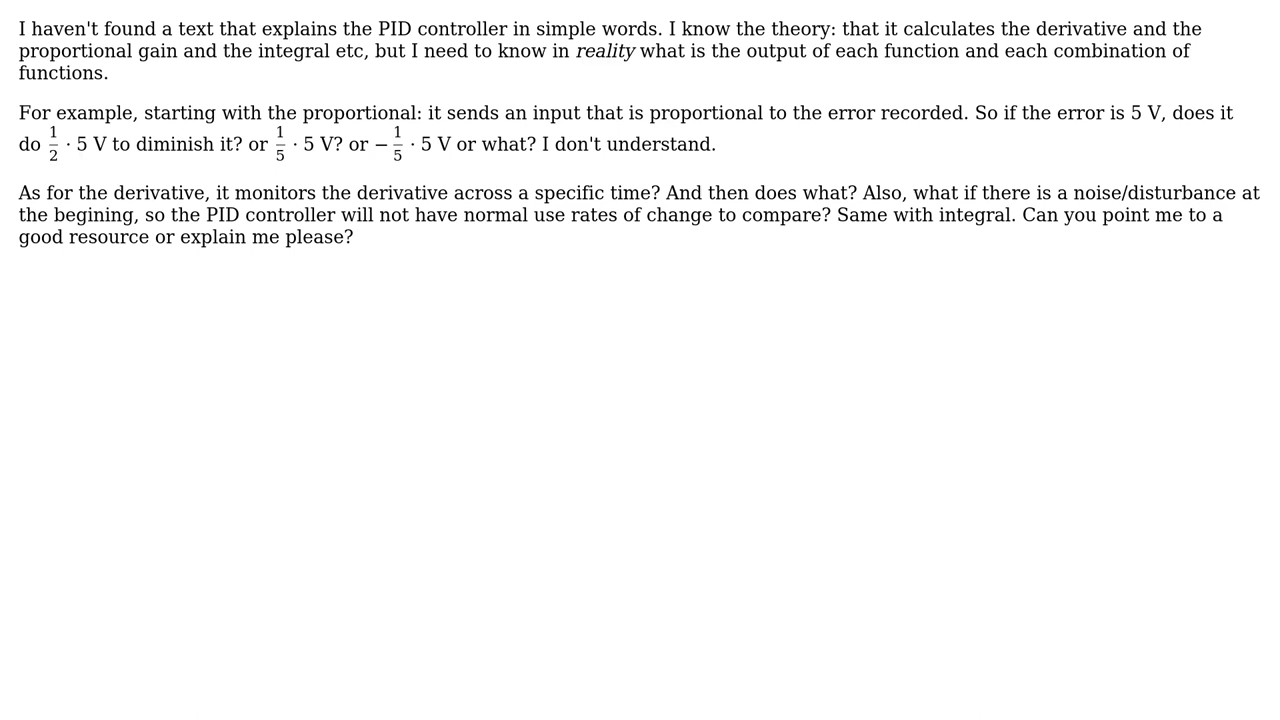 I haven't found a text that explains the PID controller in simple words. I know the theory: that it calculates the derivative and the
proportional gain and the integral etc, but I need to know in reality what is the output of each function and each combination of
functions.
For example, starting with the proportional: it sends an input that is proportional to the error recorded. So if the error is 5 V, does it
do 1/2 · 5 V to diminish it? or 1/5 · 5 V? or − 1/5 · 5 V or what? I don't understand.
As for the derivative, it monitors the derivative across a specific time? And then does what? Also, what if there is a noise/disturbance at
the begining, so the PID controller will not have normal use rates of change to compare? Same with integral. Can you point me to a
good resource or explain me please?